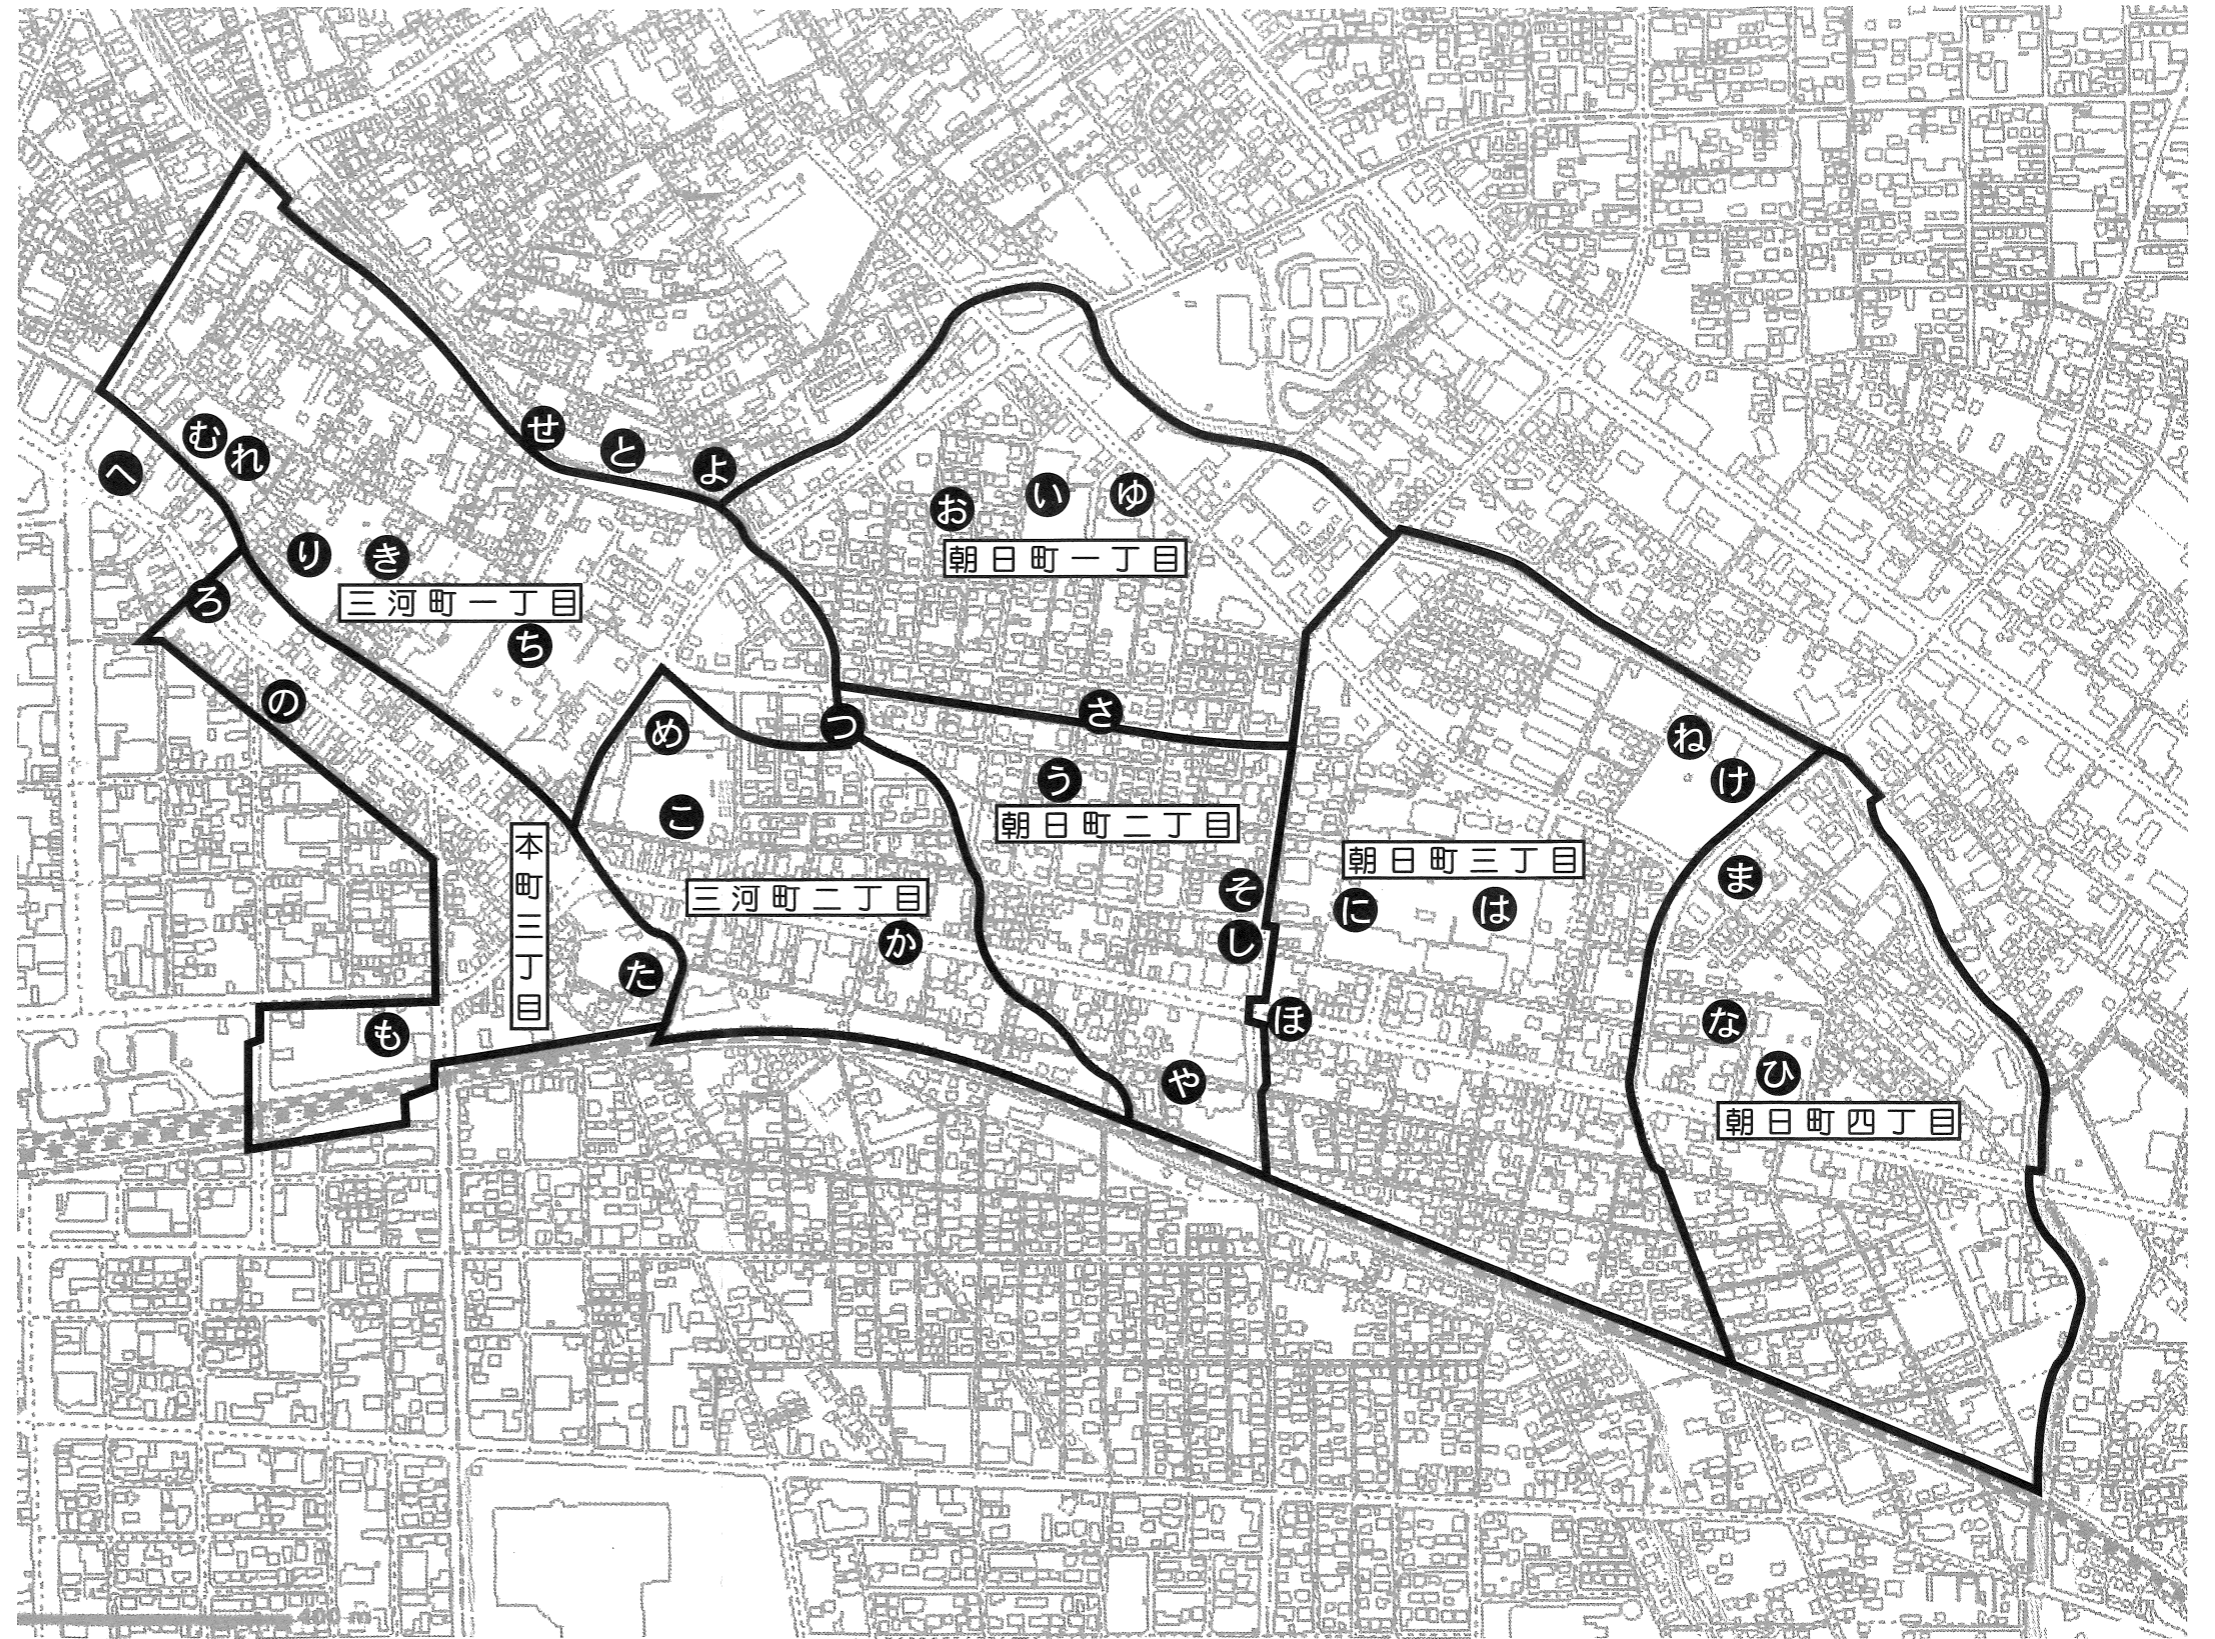 せ
と
よ
む
れ
へ
お
い
ゆ
り
き
朝日町一丁目
ろ
三河町一丁目
ち
の
め
つ
さ
ね
け
う
こ
朝日町二丁目
本町三丁目
朝日町三丁目
ま
三河町二丁目
そ
に
は
か
し
た
も
ほ
な
や
ひ
朝日町四丁目
400 m